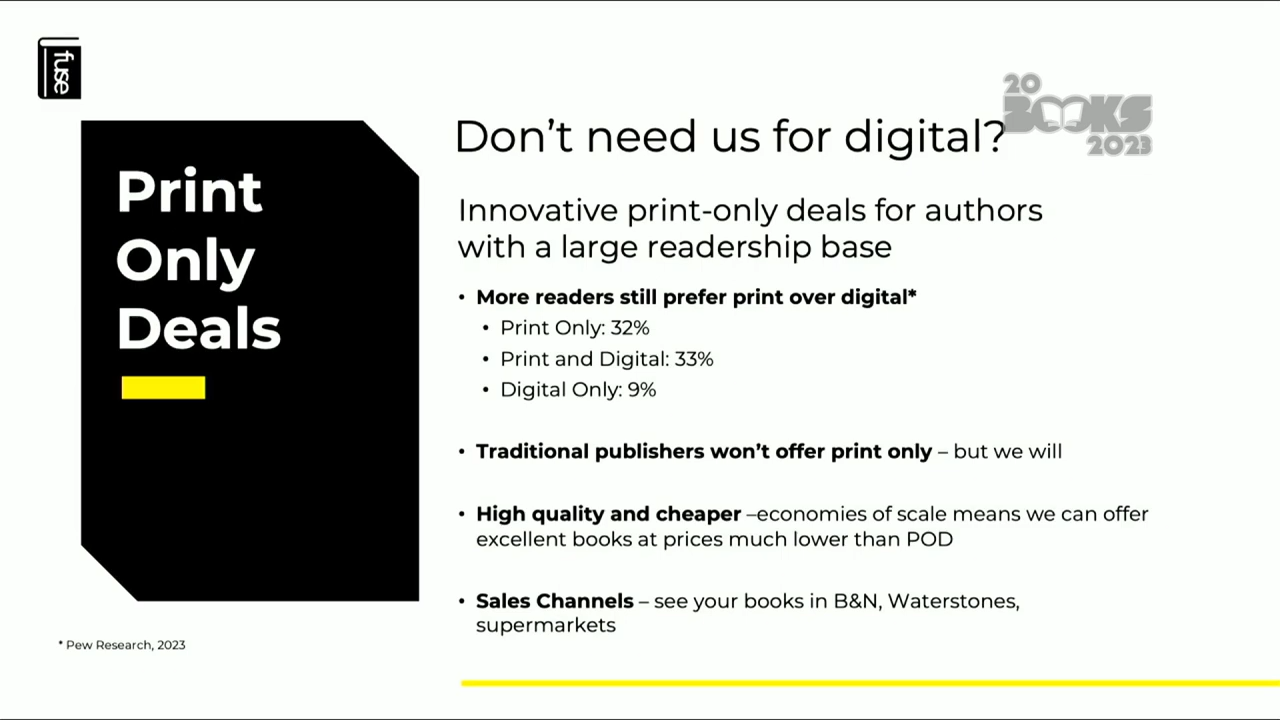 fuse
20
BOOKS
2023
Print
Only
Deals
Don’t need us for digital?
Innovative print-only deals for authors
with a large readership base
• More readers still prefer print over digital*
• Print Only: 32%
• Print and Digital: 33%
• Digital Only: 9%
• Traditional publishers won’t offer print only – but we will
• High quality and cheaper –economies of scale means we can offer
excellent books at prices much lower than POD
• Sales Channels – see your books in B&N, Waterstones,
supermarkets
* Pew Research, 2023